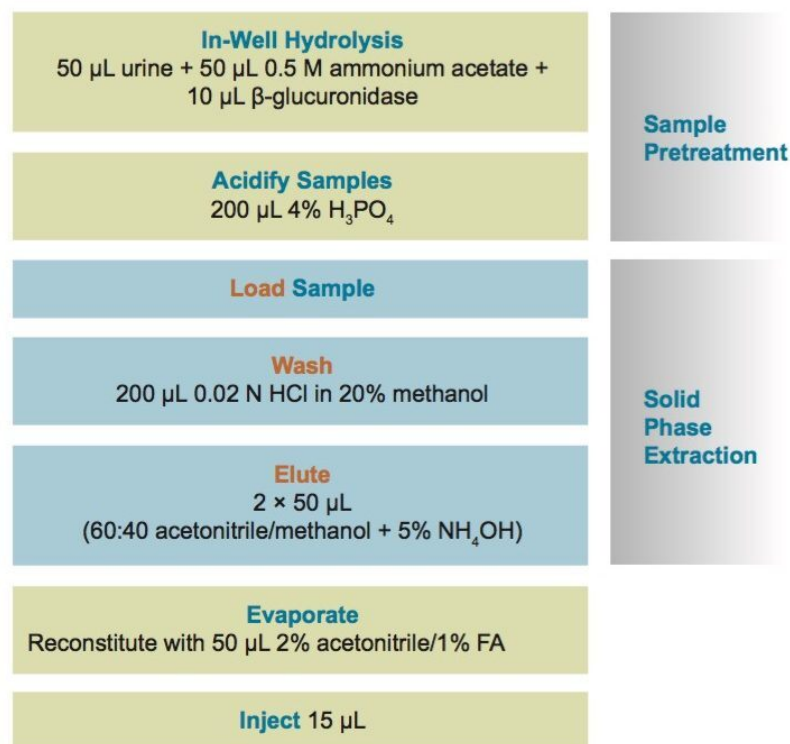 In-Well Hydrolysis
50 µL urine + 50 µL 0.5 M ammonium acetate +
10 µL β-glucuronidase
Sample
Pretreatment
Acidify Samples
200 µL 4% H₃PO₄
Load Sample
Wash
200 µL 0.02 N HCl in 20% methanol
Solid
Phase
Extraction
Elute
2 × 50 µL
(60:40 acetonitrile/methanol + 5% NH₄OH)
Evaporate
Reconstitute with 50 µL 2% acetonitrile/1% FA
Inject 15 µL